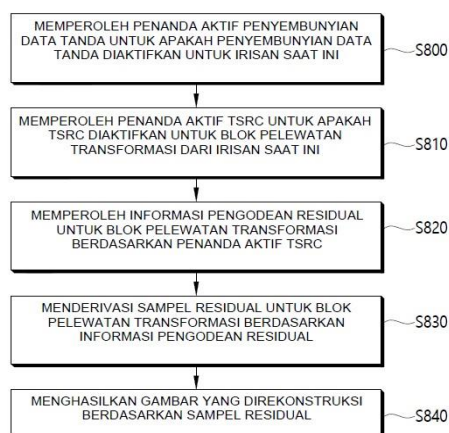 MEMPEROLEH PENANDA AKTIF PENYEMBUNYIAN
DATA TANDA UNTUK APAKAH PENYEMBUNYIAN DATA
TANDA DIAKTIFKAN UNTUK IRISAN SAAT INI
S800
MEMPEROLEH PENANDA AKTIF TSRC UNTUK APAKAH
TSRC DIAKTIFKAN UNTUK BLOK PELEWATAN
TRANSFORMASI DARI IRISAN SAAT INI
S810
MEMPEROLEH INFORMASI PENGODEAN RESIDUAL
UNTUK BLOK PELEWATAN TRANSFORMASI
BERDASARKAN PENANDA AKTIF TSRC
S820
MENDERIVASI SAMPEL RESIDUAL UNTUK BLOK
PELEWATAN TRANSFORMASI BERDASARKAN
INFORMASI PENGODEAN RESIDUAL
S830
MENGHASILKAN GAMBAR YANG DIREKONSTRUKSI
BERDASARKAN SAMPEL RESIDUAL
S840